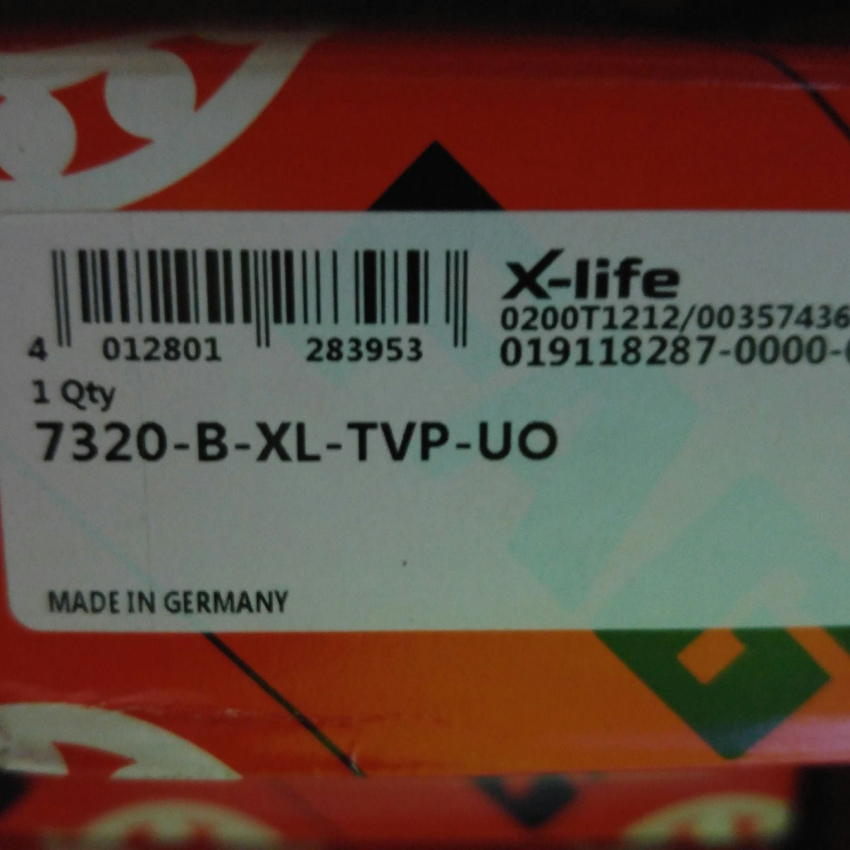 X-life
0200T1212/00357436
019118287-0000-
4 012801 283953
1 Qty
7320-B-XL-TVP-UO
MADE IN GERMANY